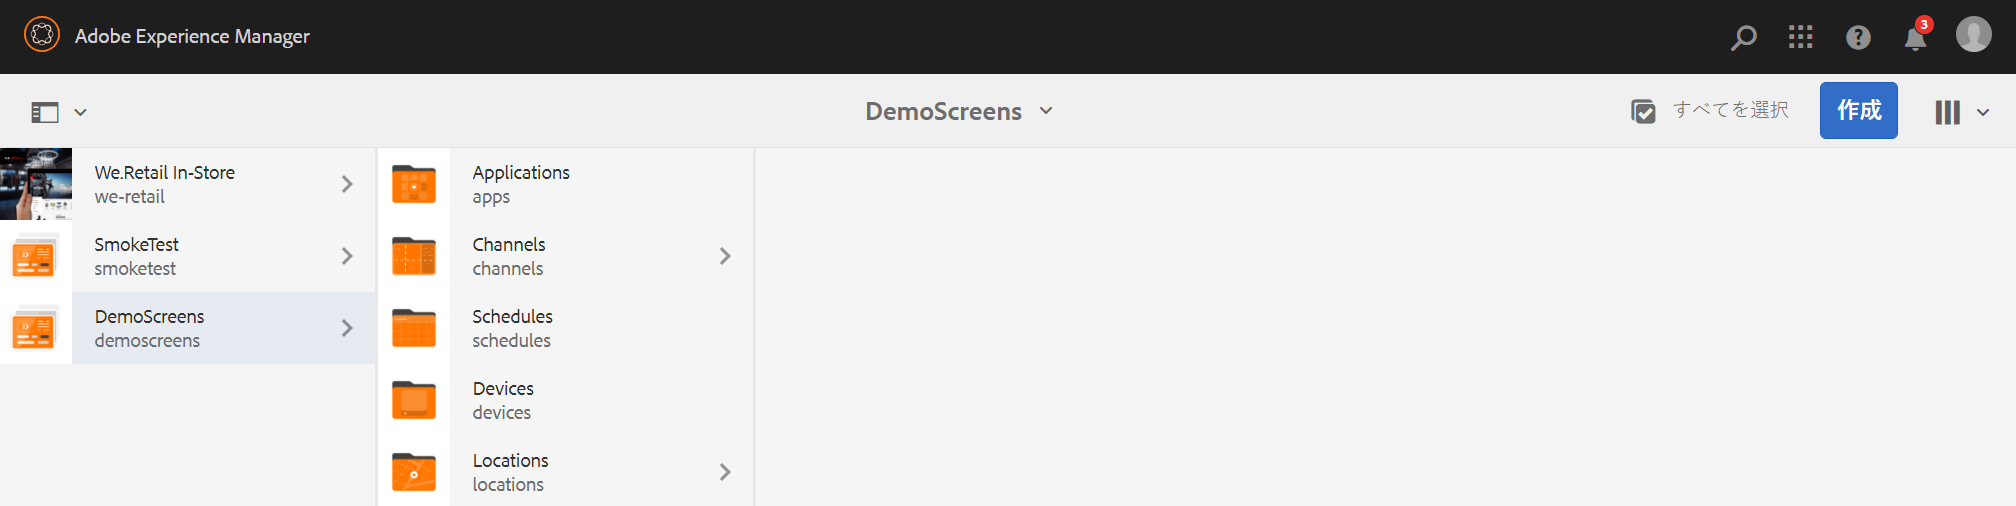 Adobe Experience Manager
3
DemoScreens
すべてを選択
作成
We.Retail In-Store
we-retail
SmokeTest
smoketest
DemoScreens
demoscreens
Applications
apps
Channels
channels
Schedules
schedules
Devices
devices
Locations
locations